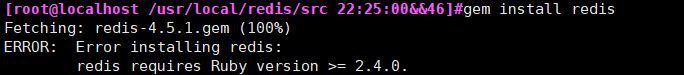 [root@localhost /usr/local/redis/src 22:25:00&&46]#gem install redis
Fetching: redis-4.5.1.gem (100%)
ERROR:  Error installing redis:
        redis requires Ruby version >= 2.4.0.